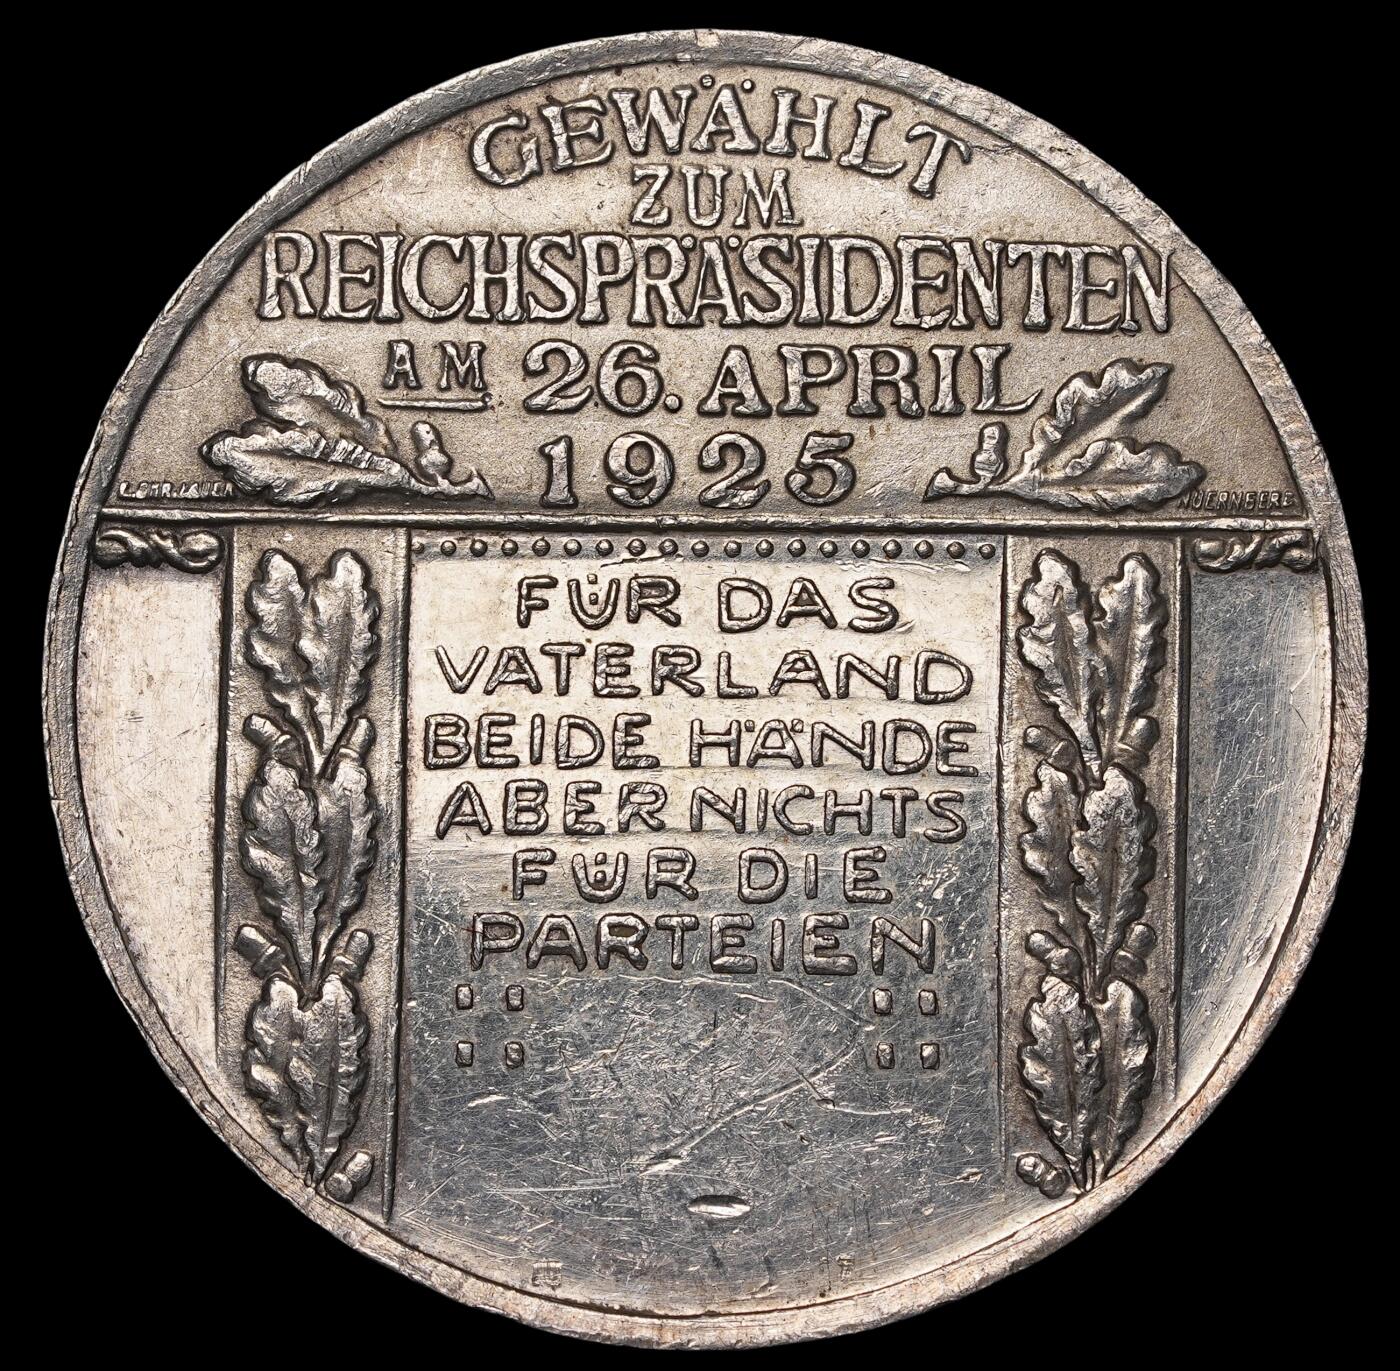 GEWÄHLT
ZUM
REICHSPRÄSIDENTEN
AM 26. APRIL
1925
L.CHR.LAUER
NUERNBERG
FÜR DAS
VATERLAND
BEIDE HÄNDE
ABER NICHTS
FÜR DIE
PARTEIEN